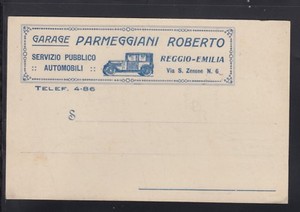 GARAGE PARMEGGIANI ROBERTO
SERVIZIO PUBBLICO
:: AUTOMOBILI ::
REGGIO-EMILIA
Via S. Zenone N. 6
TELEF. 4-86